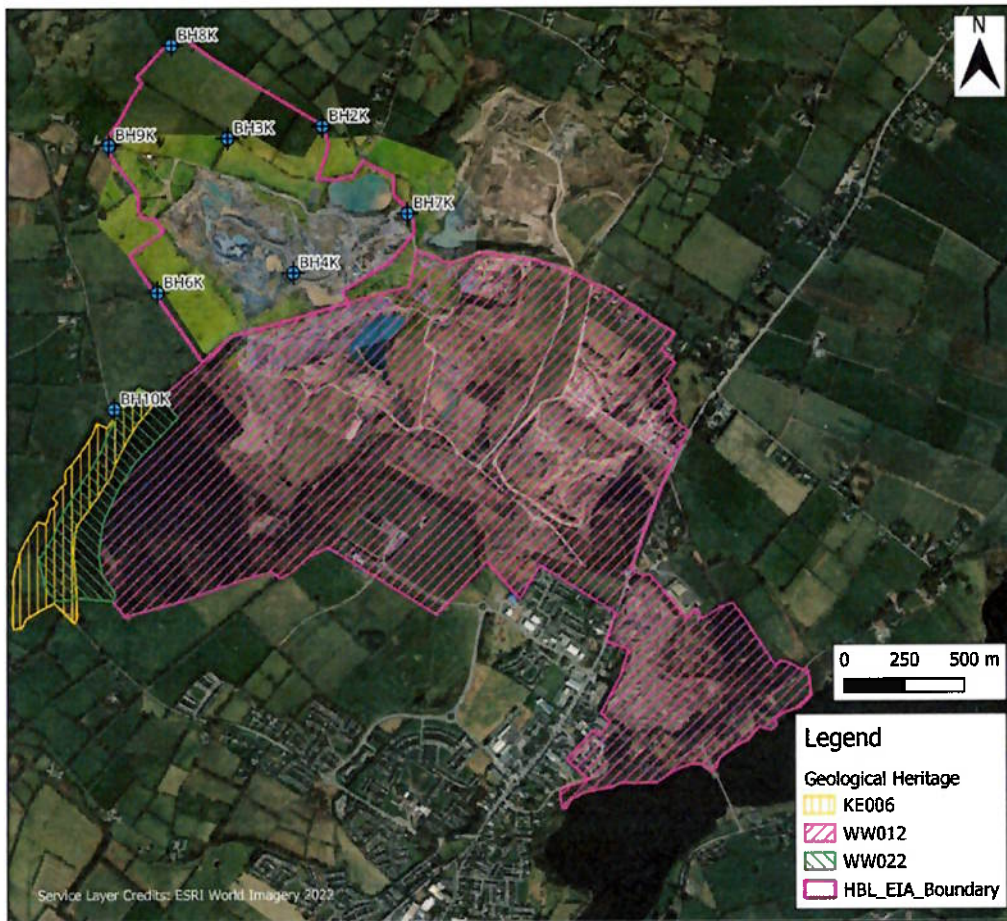 N
BH8K
BH2K
BH3K
BH9K
BH7K
BH4K
BH6K
BH10K
0 250 500 m
Legend
Geological Heritage
KE006
WW012
WW022
HBL_EIA_Boundary
Service Layer Credits: ESRI World Imagery 2022